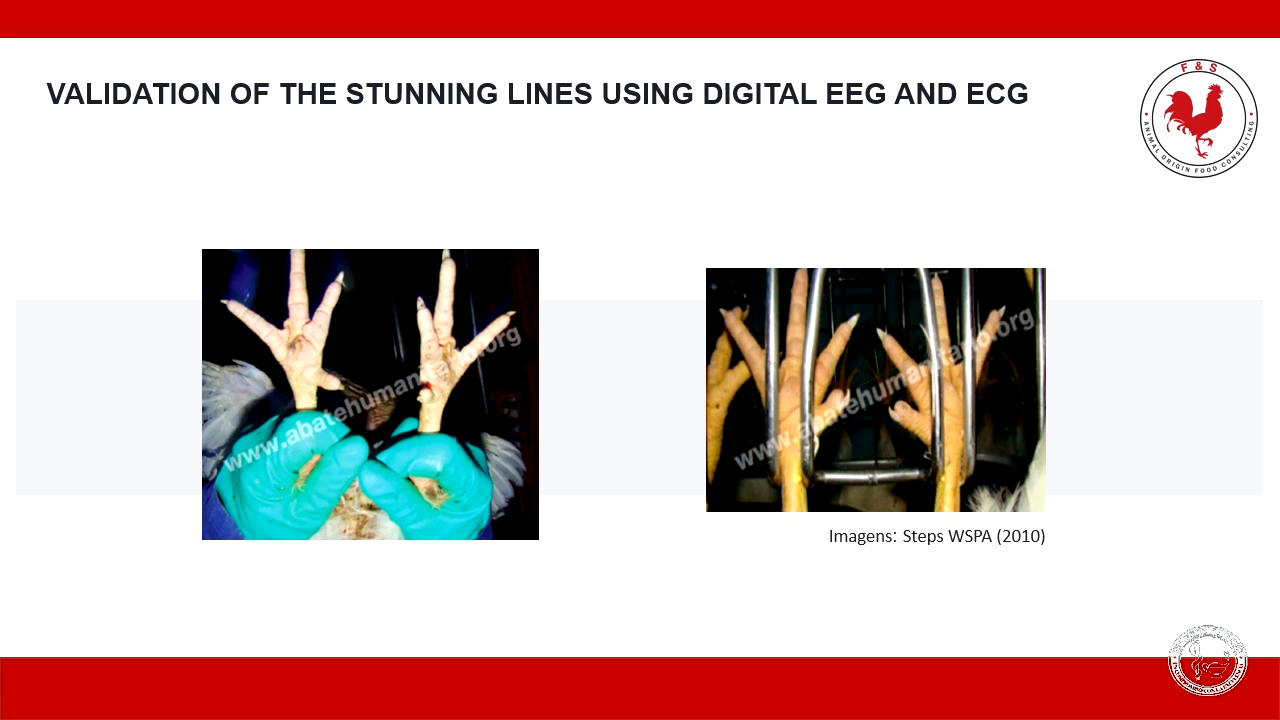 VALIDATION OF THE STUNNING LINES USING DIGITAL EEG AND ECG
F & S
ANIMAL ORIGIN FOOD CONSULTING
www.abatehumanitario.org
www.abatehumanitario.org
Imagens: Steps WSPA (2010)